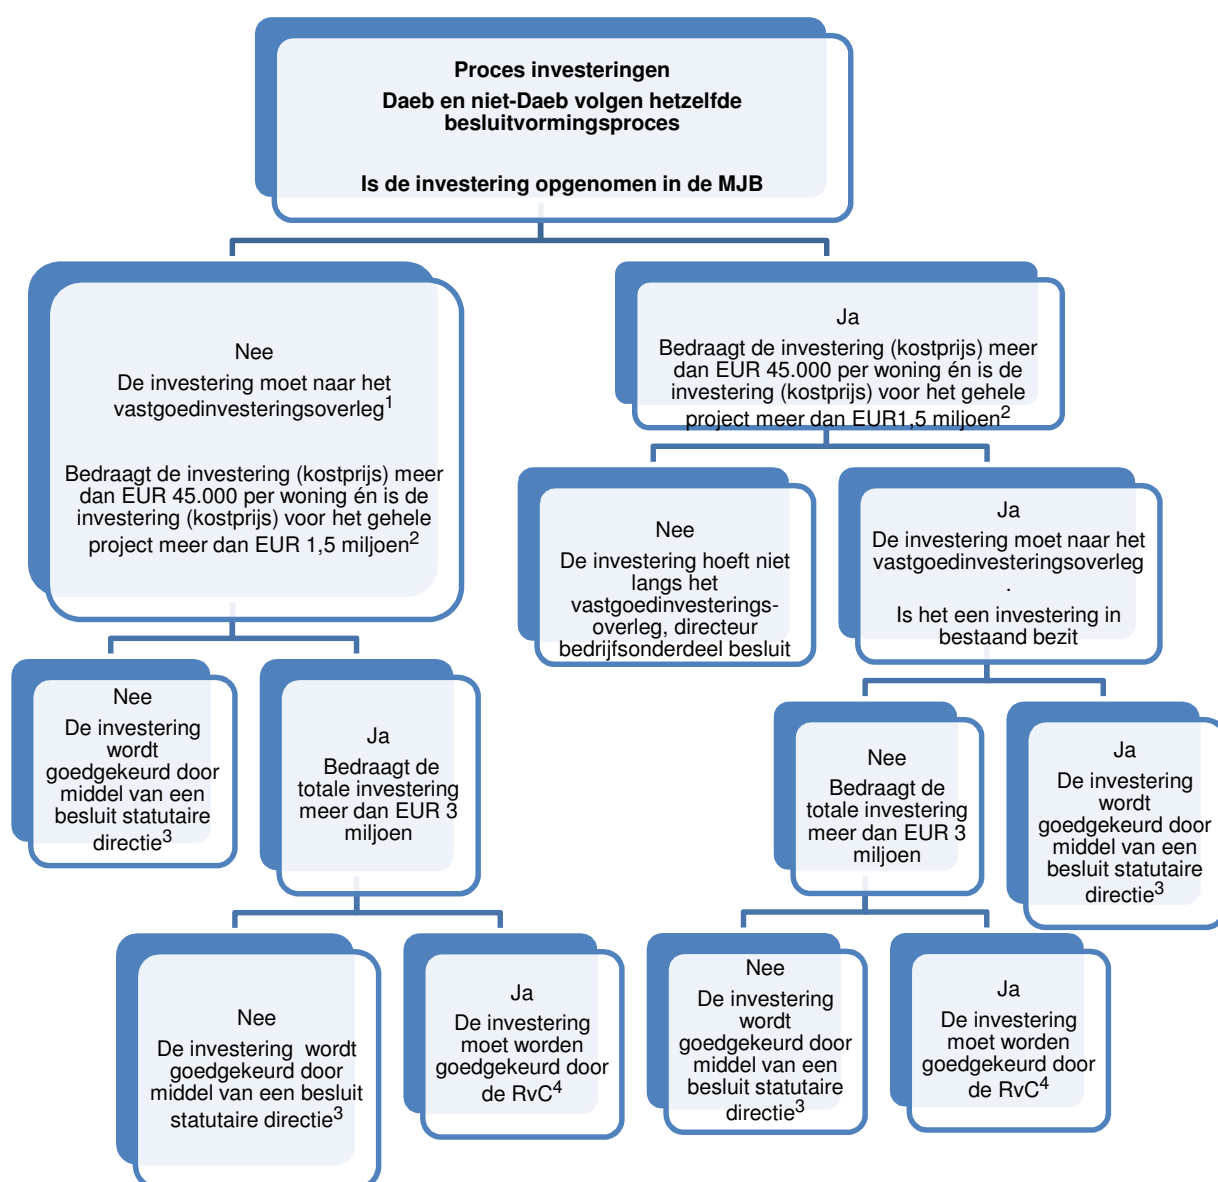 Proces investeringen
Daeb en niet-Daeb volgen hetzelfde
besluitvormingsproces
Is de investering opgenomen in de MJB
Nee
De investering moet naar het
vastgoedinvesteringsoverleg1
Bedraagt de investering (kostprijs) meer
dan EUR 45.000 per woning én is de
investering (kostprijs) voor het gehele
project meer dan EUR 1,5 miljoen2
Ja
Bedraagt de investering (kostprijs) meer
dan EUR 45.000 per woning én is de
investering (kostprijs) voor het gehele
project meer dan EUR1,5 miljoen2
Nee
De investering hoeft niet
langs het
vastgoedinvesterings-
overleg, directeur
bedrijfsonderdeel besluit
Ja
De investering moet naar het
vastgoedinvesteringsoverleg
.
Is het een investering in
bestaand bezit
Nee
De investering
wordt
goedgekeurd door
middel van een
besluit statutaire
directie3
Ja
Bedraagt de
totale investering
meer dan EUR 3
miljoen
Nee
Bedraagt de
totale investering
meer dan EUR 3
miljoen
Ja
De investering
wordt
goedgekeurd door
middel van een
besluit statutaire
directie3
Nee
De investering  wordt
goedgekeurd door
middel van een besluit
statutaire directie3
Ja
De investering
moet worden
goedgekeurd door
de RvC4
Nee
De investering
wordt
goedgekeurd door
middel van een
besluit statutaire
directie3
Ja
De investering
moet worden
goedgekeurd door
de RvC4